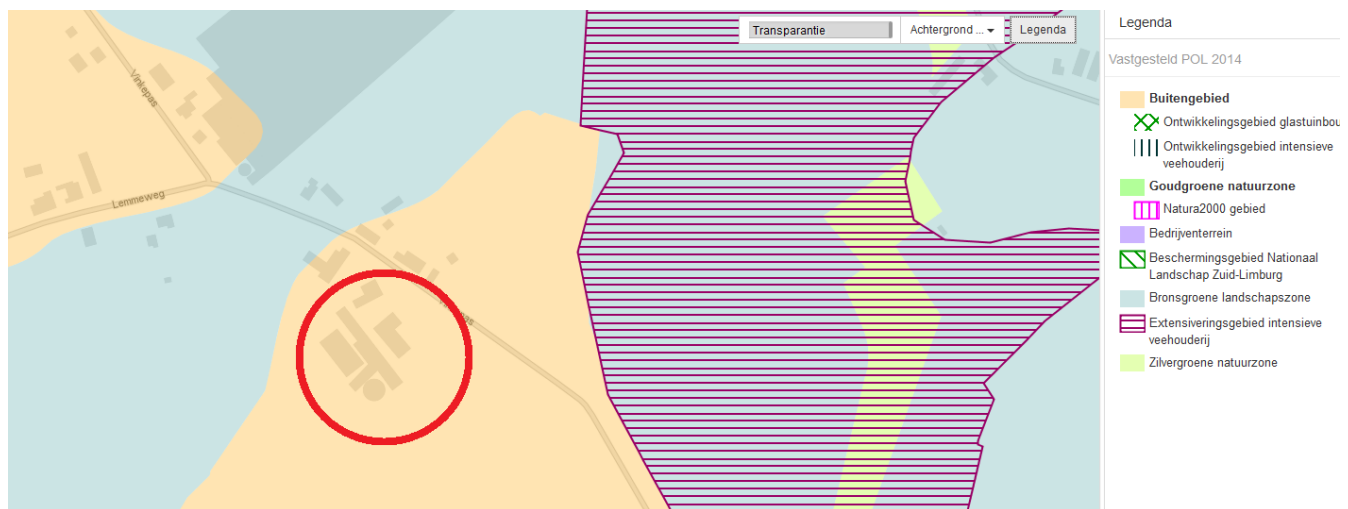 Transparantie
Achtergrond ...
Legenda
Vinkepas
Lemmeweg
Legenda
Vastgesteld POL 2014
Buitengebied
Ontwikkelingsgebied glastuinbou
Ontwikkelingsgebied intensieve
veehouderij
Goudgroene natuurzone
Natura2000 gebied
Bedrijventerrein
Beschermingsgebied Nationaal
Landschap Zuid-Limburg
Bronsgroene landschapszone
Extensiveringsgebied intensieve
veehouderij
Zilvergroene natuurzone